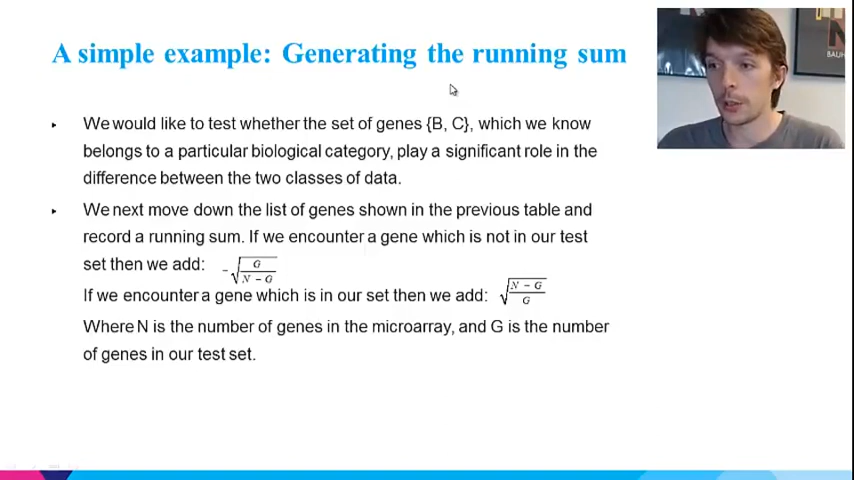 A simple example: Generating the running sum
We would like to test whether the set of genes {B, C}, which we know
belongs to a particular biological category, play a significant role in the
difference between the two classes of data.
We next move down the list of genes shown in the previous table and
record a running sum. If we encounter a gene which is not in our test
set then we add: -√(G / (N - G))
If we encounter a gene which is in our set then we add: √((N - G) / G)
Where N is the number of genes in the microarray, and G is the number
of genes in our test set.
BAUH